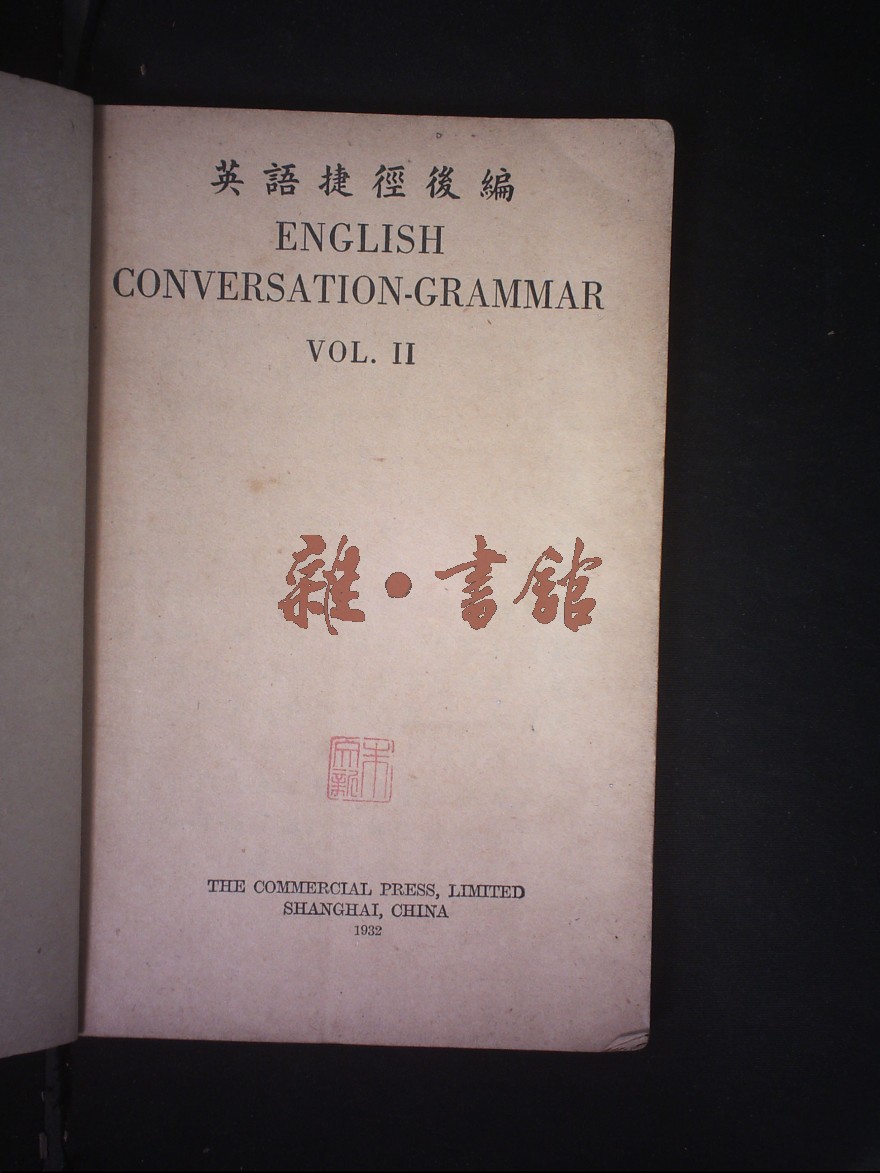 英語捷徑後編
ENGLISH
CONVERSATION-GRAMMAR
VOL. II
雜·書館
THE COMMERCIAL PRESS, LIMITED
SHANGHAI, CHINA
1932